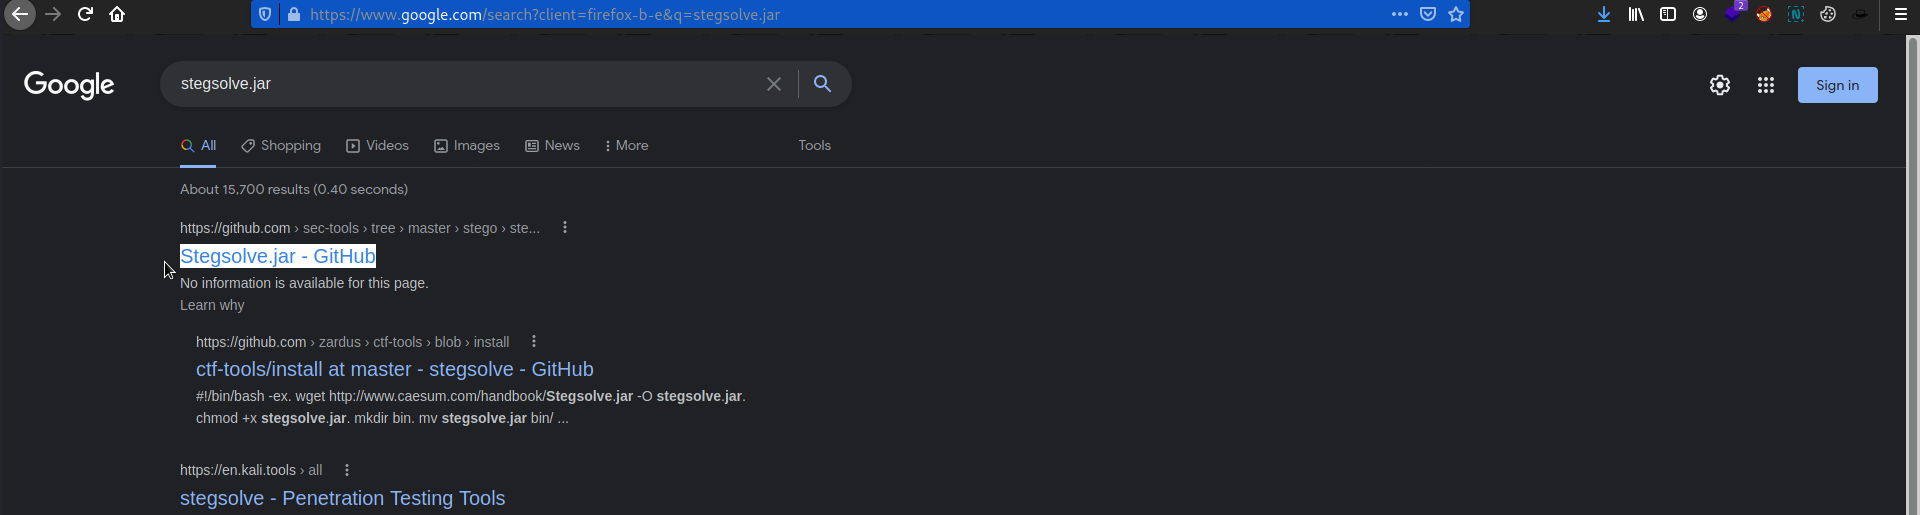 https://www.google.com/search?client=firefox-b-e&q=stegsolve.jar
2
Google
stegsolve.jar
Sign in
All Shopping Videos Images News More Tools
About 15,700 results (0.40 seconds)
https://github.com › sec-tools › tree › master › stego › ste...
Stegsolve.jar - GitHub
No information is available for this page.
Learn why
https://github.com › zardus › ctf-tools › blob › install
ctf-tools/install at master - stegsolve - GitHub
#!/bin/bash -ex. wget http://www.caesum.com/handbook/Stegsolve.jar -O stegsolve.jar.
chmod +x stegsolve.jar. mkdir bin. mv stegsolve.jar bin/ ...
https://en.kali.tools › all
stegsolve - Penetration Testing Tools